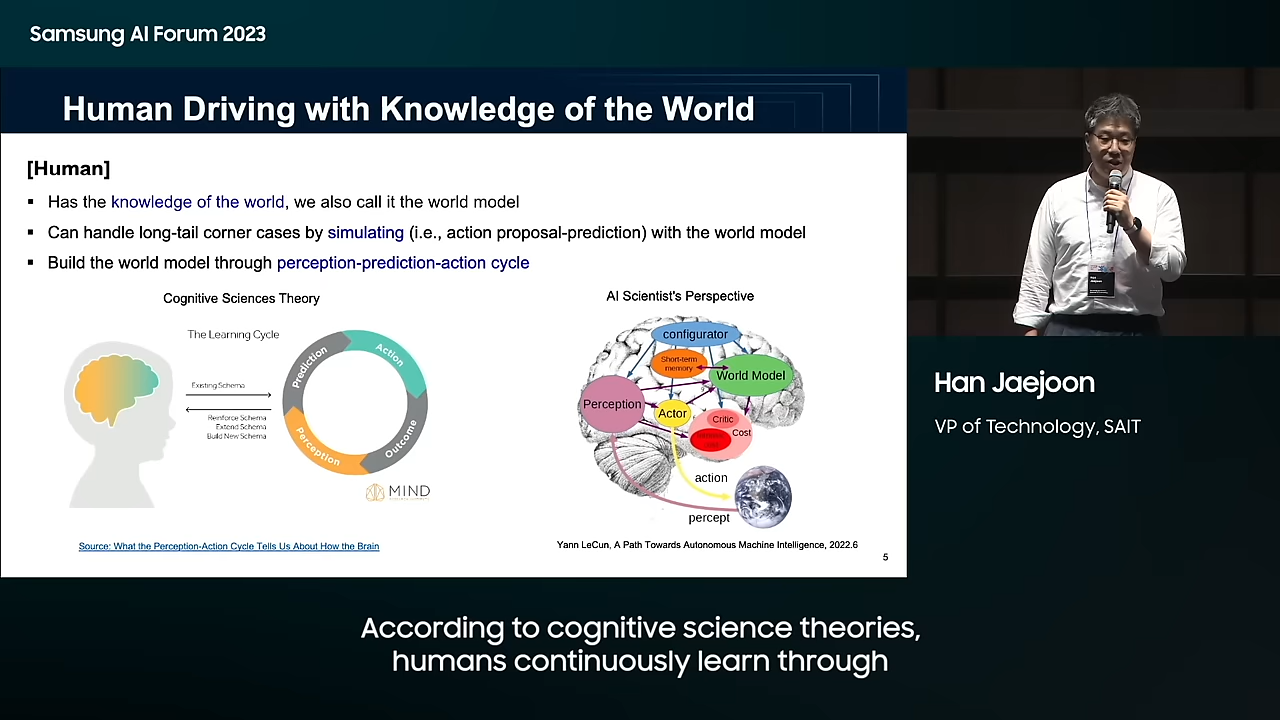 Samsung AI Forum 2023
Human Driving with Knowledge of the World
[Human]
▪ Has the knowledge of the world, we also call it the world model
▪ Can handle long-tail corner cases by simulating (i.e., action proposal-prediction) with the world model
▪ Build the world model through perception-prediction-action cycle
Cognitive Sciences Theory
The Learning Cycle
Existing Schema
Reinforce Schema
Extend Schema
Build New Schema
Prediction
Action
Perception
Outcome
MIND
Source: What the Perception-Action Cycle Tells Us About How the Brain
AI Scientist's Perspective
configurator
Short-term
memory
World Model
Perception
Actor
Critic
Cost
action
percept
Yann LeCun, A Path Towards Autonomous Machine Intelligence, 2022.6
5
Han Jaejoon
VP of Technology, SAIT
According to cognitive science theories,
humans continuously learn through